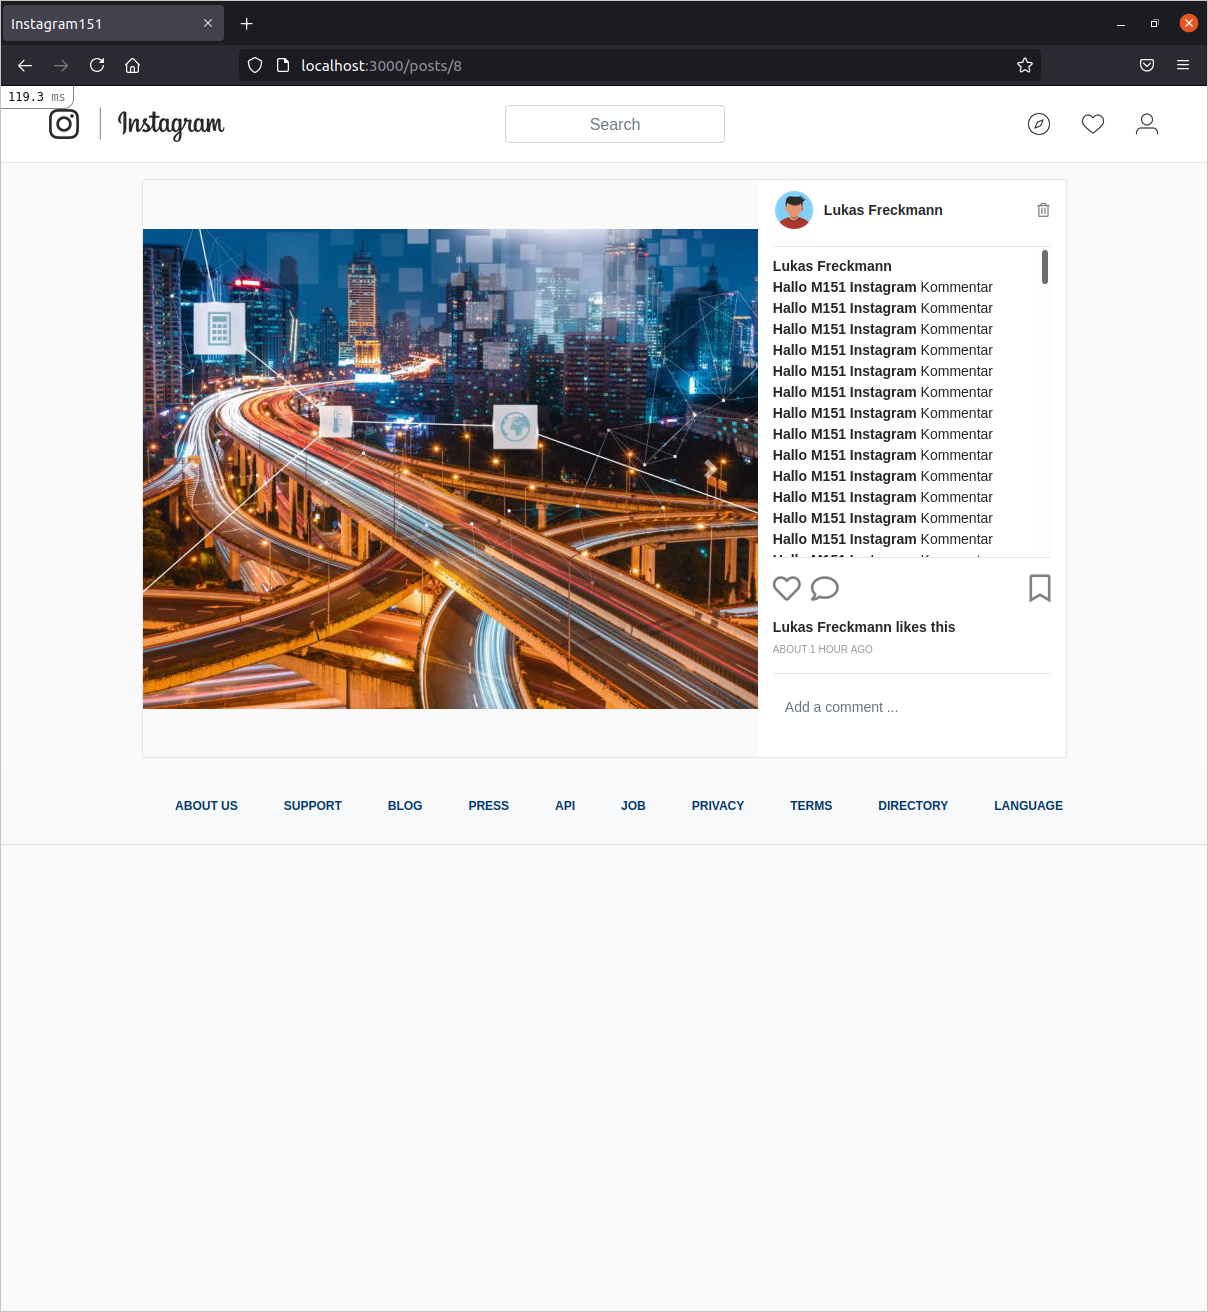 Instagram151
localhost:3000/posts/8
119.3 ms
Instagram
Search
Lukas Freckmann
Lukas Freckmann
Hallo M151 Instagram Kommentar
Hallo M151 Instagram Kommentar
Hallo M151 Instagram Kommentar
Hallo M151 Instagram Kommentar
Hallo M151 Instagram Kommentar
Hallo M151 Instagram Kommentar
Hallo M151 Instagram Kommentar
Hallo M151 Instagram Kommentar
Hallo M151 Instagram Kommentar
Hallo M151 Instagram Kommentar
Hallo M151 Instagram Kommentar
Hallo M151 Instagram Kommentar
Hallo M151 Instagram Kommentar
Lukas Freckmann likes this
ABOUT 1 HOUR AGO
Add a comment ...
ABOUT US SUPPORT BLOG PRESS API JOB PRIVACY TERMS DIRECTORY LANGUAGE